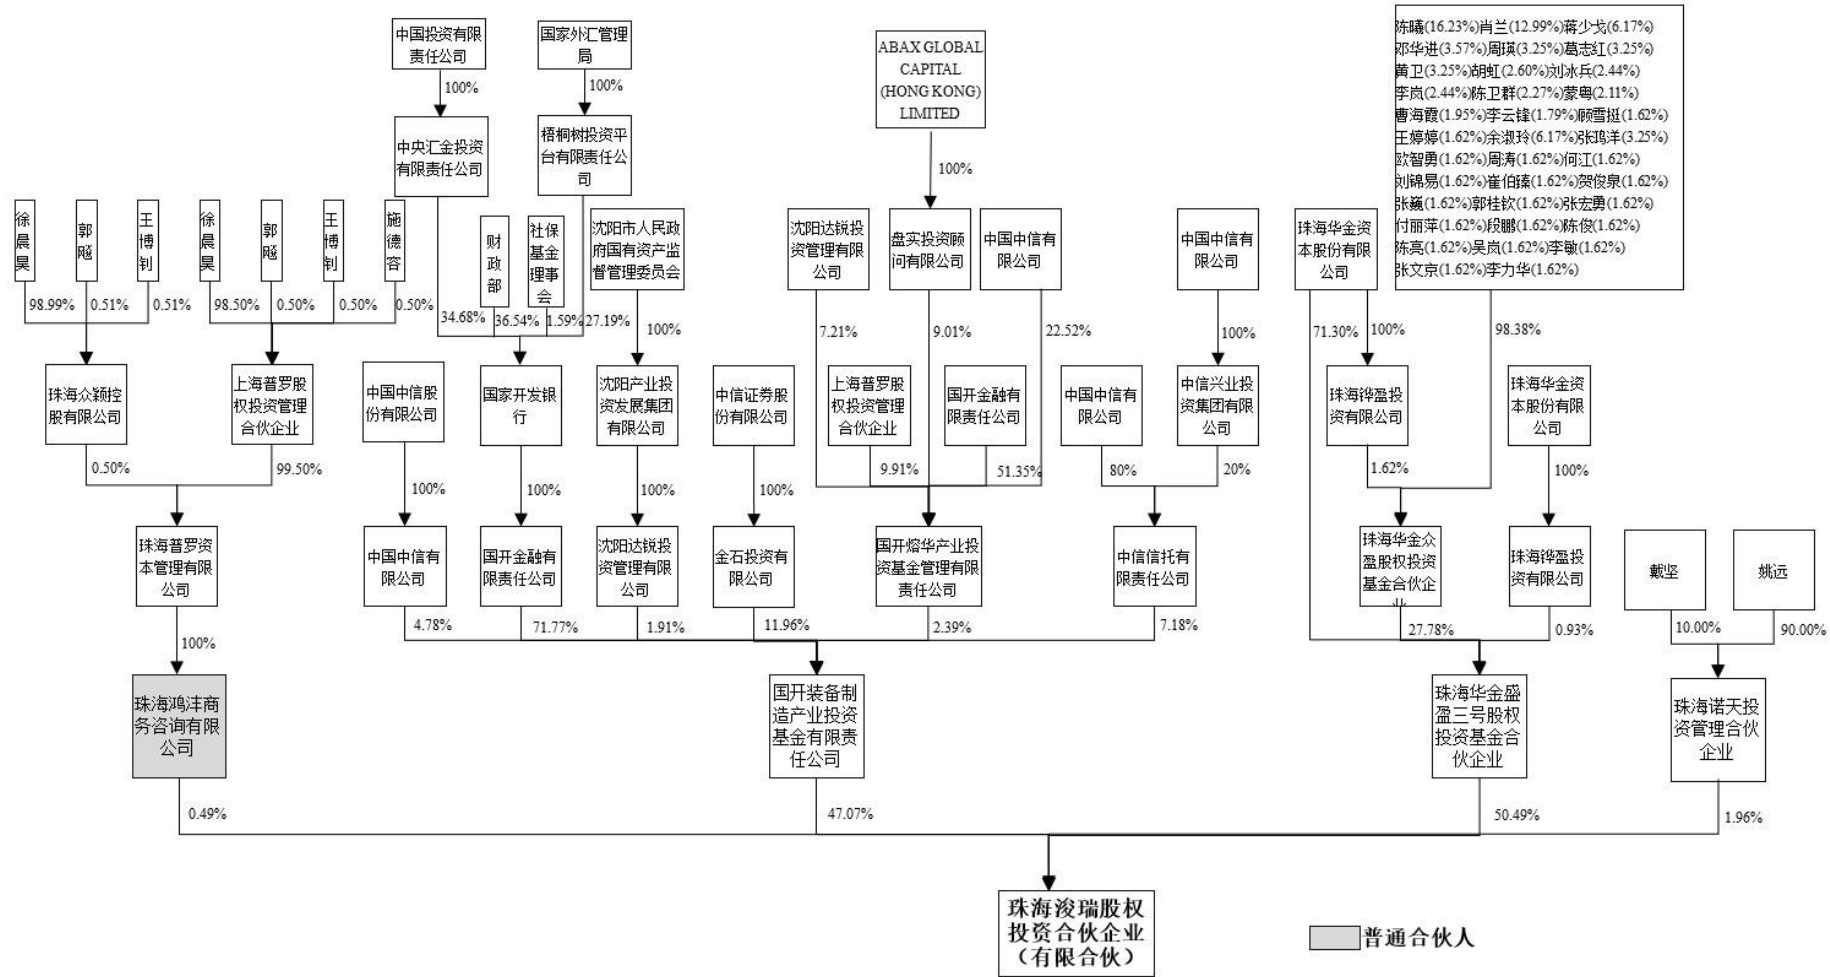 中国投资有限
责任公司
国家外汇管理
局
ABAX GLOBAL
CAPITAL
(HONG KONG)
LIMITED
陈曦(16.23%)肖兰(12.99%)蒋少戈(6.17%)
邓华进(3.57%)周瑛(3.25%)葛志红(3.25%)
黄卫(3.25%)胡虹(2.60%)刘冰兵(2.44%)
李岚(2.44%)陈卫群(2.27%)蒙粤(2.11%)
曹海霞(1.95%)李云锋(1.79%)顾雪挺(1.62%)
王婷婷(1.62%)余淑玲(6.17%)张鸿洋(3.25%)
欧智勇(1.62%)周涛(1.62%)何江(1.62%)
刘锦易(1.62%)崔伯臻(1.62%)贺俊泉(1.62%)
张巍(1.62%)郭桂钦(1.62%)张宏勇(1.62%)
付丽萍(1.62%)段鹏(1.62%)陈俊(1.62%)
陈亮(1.62%)吴岚(1.62%)李敏(1.62%)
张文京(1.62%)李力华(1.62%)
100%
100%
100%
中央汇金投资
有限责任公司
梧桐树投资平
台有限责任公
司
徐晨昊
郭飚
王博钊
徐晨昊
郭飚
王博钊
施德容
财政部
社保
基金
理事
会
沈阳市人民政
府国有资产监
督管理委员会
沈阳达锐投
资管理有限
公司
盘实投资顾
问有限公司
中国中信有
限公司
中国中信有
限公司
珠海华金资
本股份有限
公司
98.99%
0.51%
0.51%
98.50%
0.50%
0.50%
0.50%
34.68%
36.54%
1.59%
27.19%
100%
7.21%
9.01%
22.52%
100%
71.30%
100%
98.38%
珠海众颖控
股有限公司
上海普罗股
权投资管理
合伙企业
中国中信股
份有限公司
国家开发银
行
沈阳产业投
资发展集团
有限公司
中信证券股
份有限公司
上海普罗股
权投资管理
合伙企业
国开金融有
限责任公司
中国中信有
限公司
中信兴业投
资集团有限
公司
珠海铧盈投
资有限公司
珠海华金资
本股份有限
公司
0.50%
99.50%
100%
100%
100%
100%
9.91%
51.35%
80%
20%
1.62%
100%
珠海普罗资
本管理有限
公司
中国中信有
限公司
国开金融有
限责任公司
沈阳达锐投
资管理有限
公司
金石投资有
限公司
国开熔华产业投
资基金管理有限
责任公司
中信信托有
限责任公司
珠海华金众
盈股权投资
基金合伙企
业
珠海铧盈投
资有限公司
戴坚
姚远
100%
4.78%
71.77%
1.91%
11.96%
2.39%
7.18%
27.78%
0.93%
10.00%
90.00%
珠海鸿沣商
务咨询有限
公司
国开装备制
造产业投资
基金有限责
任公司
珠海华金盛
盈三号股权
投资基金合
伙企业
珠海诺天投
资管理合伙
企业
0.49%
47.07%
50.49%
1.96%
珠海浚瑞股权
投资合伙企业
（有限合伙）
普通合伙人